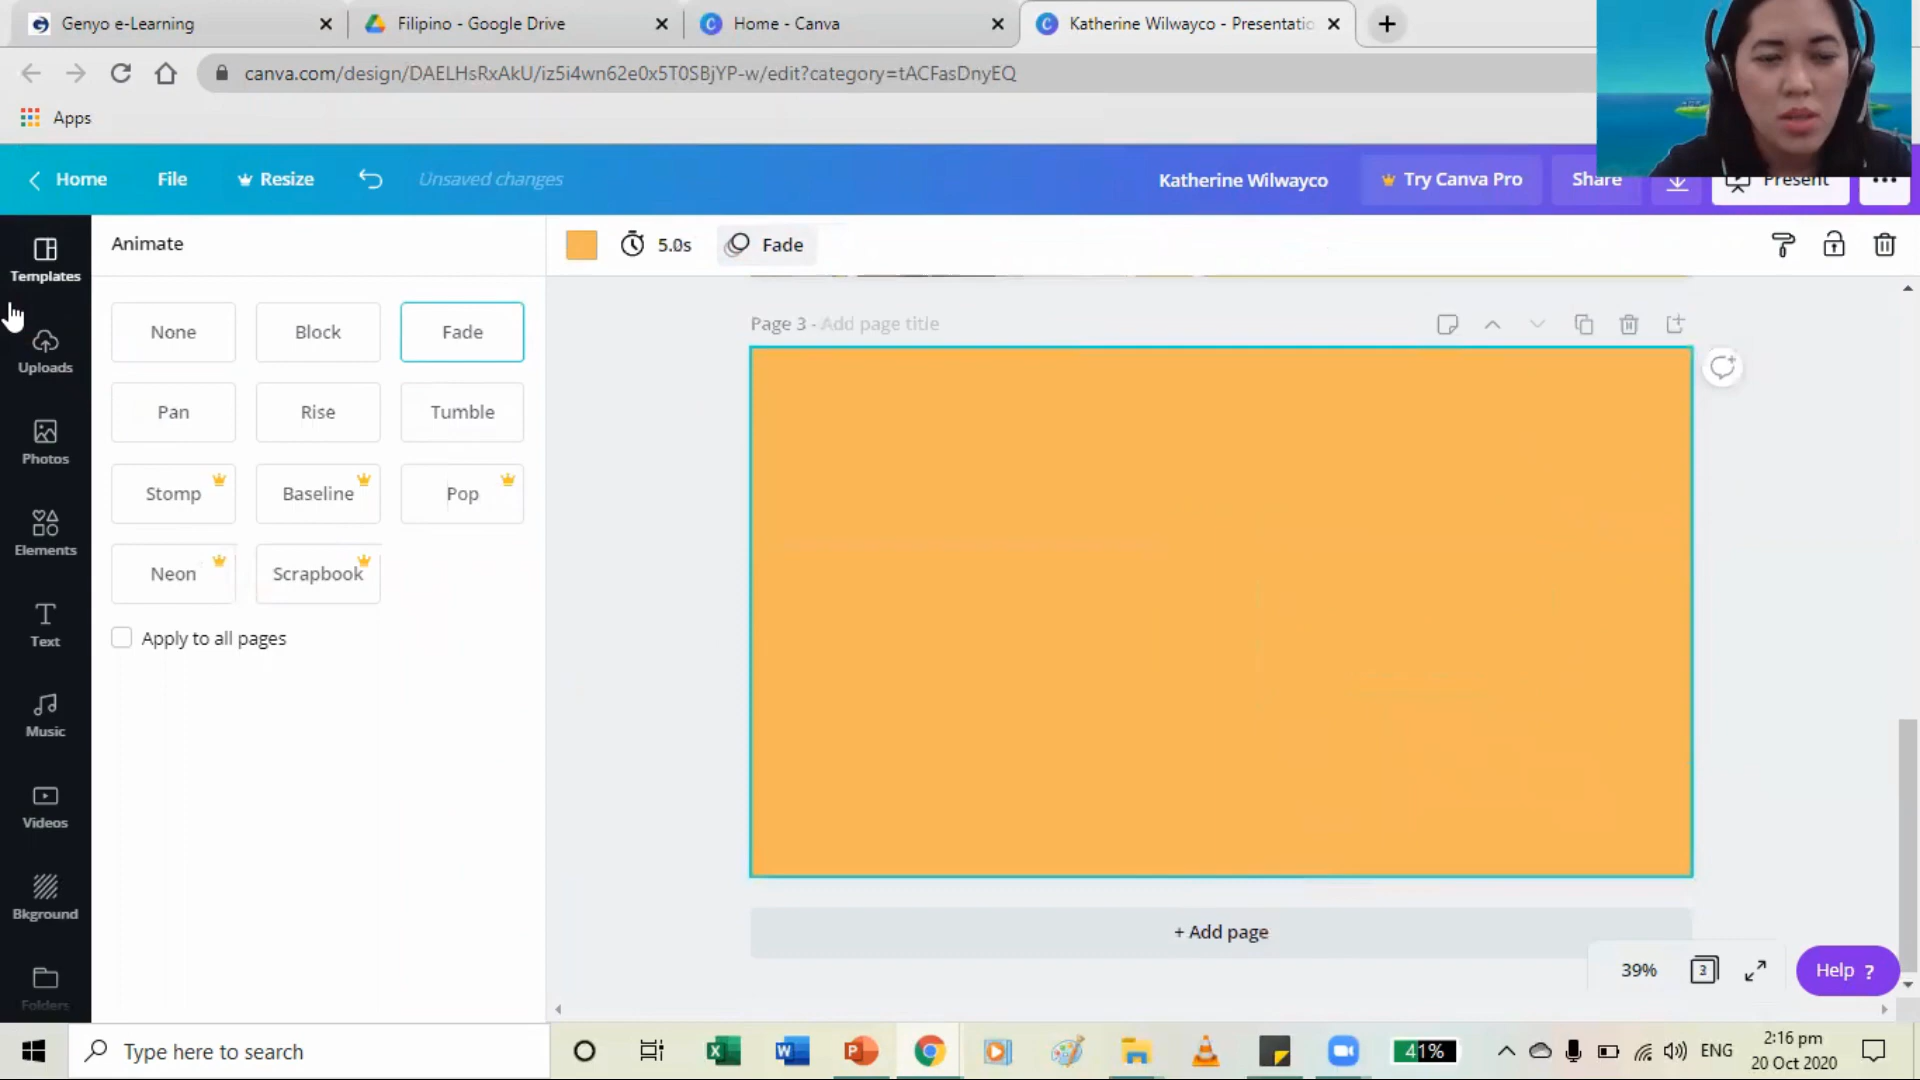 Genyo e-Learning
Filipino - Google Drive
Home - Canva
Katherine Wilwayco - Presentatio
canva.com/design/DAELHsRxAkU/iz5i4wn62e0x5T0SBjYP-w/edit?category=tACFasDnyEQ
Apps
Home
File
Resize
Unsaved changes
Katherine Wilwayco
Try Canva Pro
Share
Present
Templates
Animate
5.0s
Fade
None
Block
Fade
Uploads
Page 3 - Add page title
Pan
Rise
Tumble
Photos
Stomp
Baseline
Pop
Elements
Neon
Scrapbook
Text
Apply to all pages
Music
Videos
Bkground
+ Add page
Folders
39%
3
Help ?
Type here to search
41%
ENG
2:16 pm
20 Oct 2020